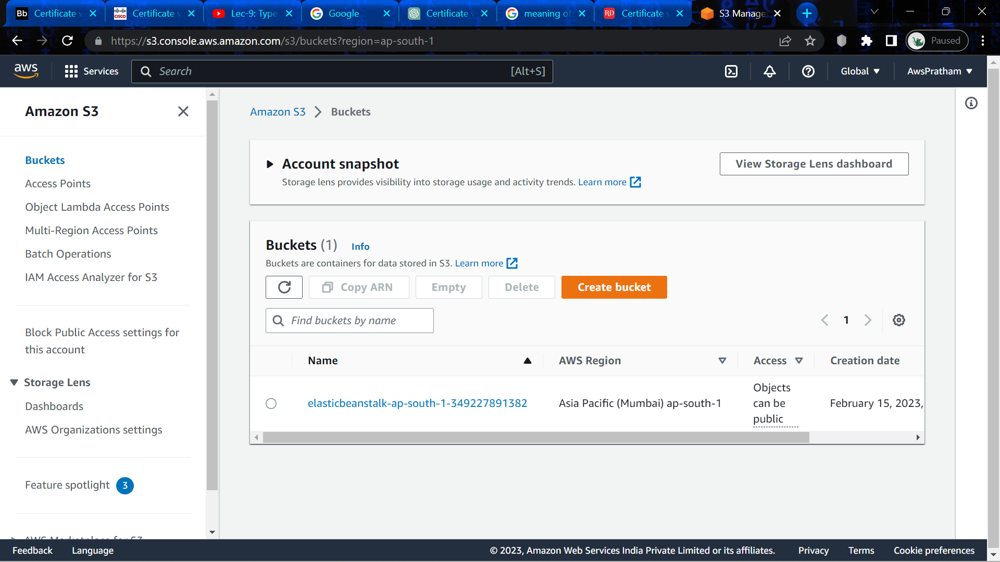 Bb Certificate v
CISCO Certificate v
Lec-9: Type
Google
Certificate v
meaning of
RD Certificate v
S3 Manage
https://s3.console.aws.amazon.com/s3/buckets?region=ap-south-1
Paused
aws
Services
Search
[Alt+S]
Global
AwsPratham
Amazon S3
Buckets
Access Points
Object Lambda Access Points
Multi-Region Access Points
Batch Operations
IAM Access Analyzer for S3
Block Public Access settings for
this account
Storage Lens
Dashboards
AWS Organizations settings
Feature spotlight 3
AWS Marketplace for S3
Amazon S3 > Buckets
Account snapshot
Storage lens provides visibility into storage usage and activity trends. Learn more
View Storage Lens dashboard
Buckets (1) Info
Buckets are containers for data stored in S3. Learn more
Copy ARN
Empty
Delete
Create bucket
Find buckets by name
1
Name
AWS Region
Access
Creation date
elasticbeanstalk-ap-south-1-349227891382
Asia Pacific (Mumbai) ap-south-1
Objects
can be
public
February 15, 2023,
Feedback
Language
© 2023, Amazon Web Services India Private Limited or its affiliates.
Privacy
Terms
Cookie preferences